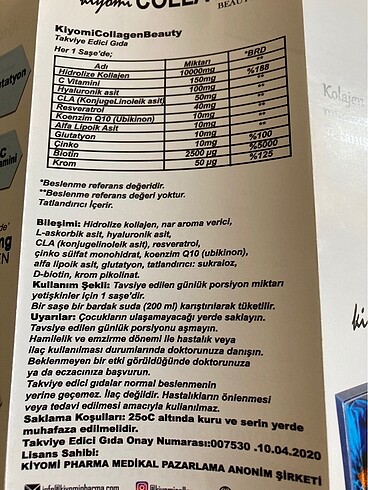 kiyomi COLLA
BEAUT
KiyomiCollagenBeauty
Takviye Edici Gıda
Her 1 Saşe'de;
Adı Miktarı *BRD
Hidrolize Kollajen 10000mg **
C Vitamini 150mg %188
Hyaluronik asit 100mg **
CLA (KonjugeLinoleik asit) 50mg **
Resveratrol 40mg **
Koenzim Q10 (Ubikinon) 10mg **
Alfa Lipoik Asit 10mg **
Glutatyon 10mg **
Çinko 10mg %100
Biotin 2500 µg %5000
Krom 50 µg %125
*Beslenme referans değeridir.
**Beslenme referans değeri yoktur.
Tatlandırıcı İçerir.
Bileşimi: Hidrolize kollajen, nar aroma verici,
L-askorbik asit, hyaluronik asit,
CLA (konjugelinoleik asit), resveratrol,
çinko sülfat monohidrat, koenzim Q10 (ubikinon),
alfa lipoik asit, glutatyon, tatlandırıcı: sukraloz,
D-biotin, krom pikolinat.
Kullanım Şekli: Tavsiye edilen günlük porsiyon miktarı
yetişkinler için 1 saşe'dir.
Bir saşe bir bardak suda (200 ml) karıştırılarak tüketilir.
Uyarılar: Çocukların ulaşamayacağı yerde saklayın.
Tavsiye edilen günlük porsiyonu aşmayın.
Hamilelik ve emzirme dönemi ile hastalık veya
ilaç kullanılması durumlarında doktorunuza danışın.
Beklenmeyen bir etki görüldüğünde doktorunuza
ya da eczacınıza başvurun.
Takviye edici gıdalar normal beslenmenin
yerine geçemez. İlaç değildir. Hastalıkların önlenmesi
veya tedavi edilmesi amacıyla kullanılmaz.
Saklama Koşulları: 25oC altında kuru ve serin yerde
muhafaza edilmelidir.
Takviye Edici Gıda Onay Numarası:007530 -10.04.2020
Lisans Sahibi:
KİYOMİ PHARMA MEDİKAL PAZARLAMA ANONİM ŞİRKETİ
tatyon
C
amini
Kolajen